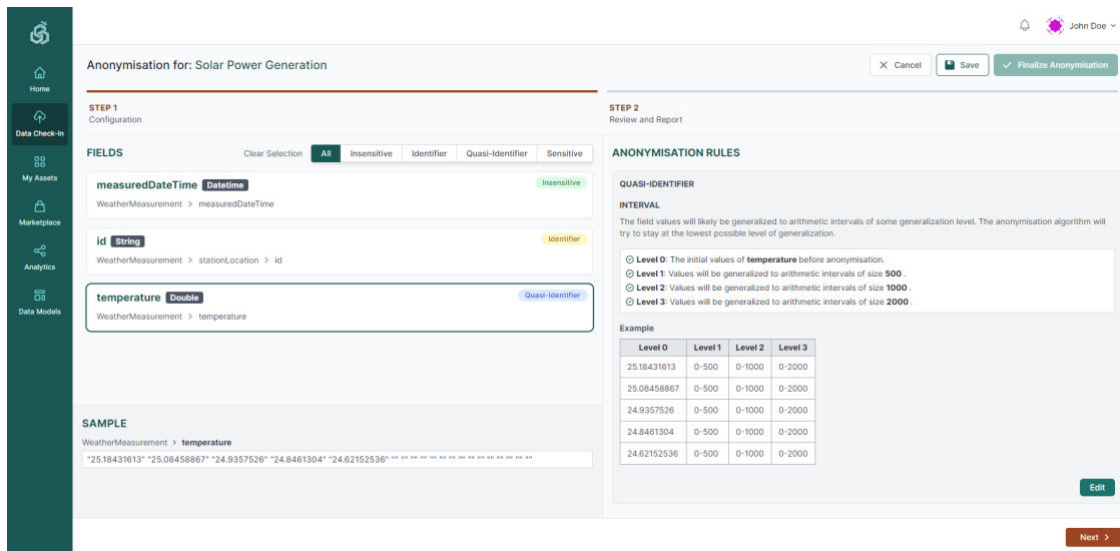 John Doe
Home
Data Check-in
My Assets
Marketplace
Analytics
Data Models
Anonymisation for: Solar Power Generation
Cancel
Save
Finalize Anonymisation
STEP 1
Configuration
STEP 2
Review and Report
FIELDS
Clear Selection
All
Insensitive
Identifier
Quasi-Identifier
Sensitive
measuredDateTime Datetime
Insensitive
WeatherMeasurement > measuredDateTime
id String
Identifier
WeatherMeasurement > stationLocation > id
temperature Double
Quasi-Identifier
WeatherMeasurement > temperature
SAMPLE
WeatherMeasurement > temperature
"25.18431613" "25.08458867" "24.9357526" "24.8461304" "24.62152536" "" "" "" "" "" "" "" "" "" "" "" "" "" "" ""
ANONYMISATION RULES
QUASI-IDENTIFIER
INTERVAL
The field values will likely be generalized to arithmetic intervals of some generalization level. The anonymisation algorithm will
try to stay at the lowest possible level of generalization.
Level 0: The initial values of temperature before anonymisation.
Level 1: Values will be generalized to arithmetic intervals of size 500 .
Level 2: Values will be generalized to arithmetic intervals of size 1000 .
Level 3: Values will be generalized to arithmetic intervals of size 2000 .
Example
Level 0 Level 1 Level 2 Level 3
25.18431613 0-500 0-1000 0-2000
25.08458867 0-500 0-1000 0-2000
24.9357526 0-500 0-1000 0-2000
24.8461304 0-500 0-1000 0-2000
24.62152536 0-500 0-1000 0-2000
Edit
Next >